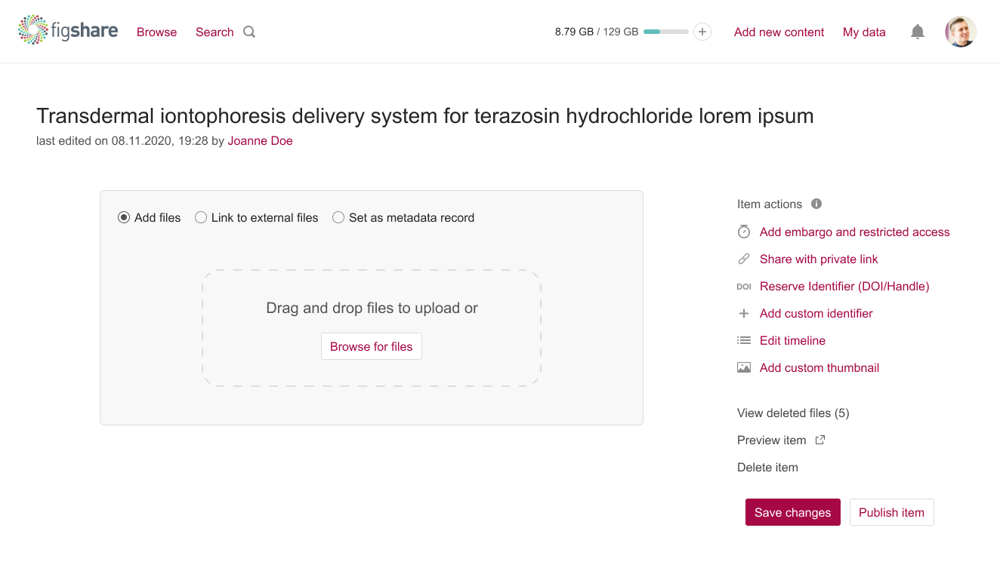 figshare Browse Search 8.79 GB / 129 GB Add new content My data
Transdermal iontophoresis delivery system for terazosin hydrochloride lorem ipsum
last edited on 08.11.2020, 19:28 by Joanne Doe
Add files Link to external files Set as metadata record
Drag and drop files to upload or
Browse for files
Item actions
Add embargo and restricted access
Share with private link
DOI Reserve Identifier (DOI/Handle)
Add custom identifier
Edit timeline
Add custom thumbnail
View deleted files (5)
Preview item
Delete item
Save changes Publish item